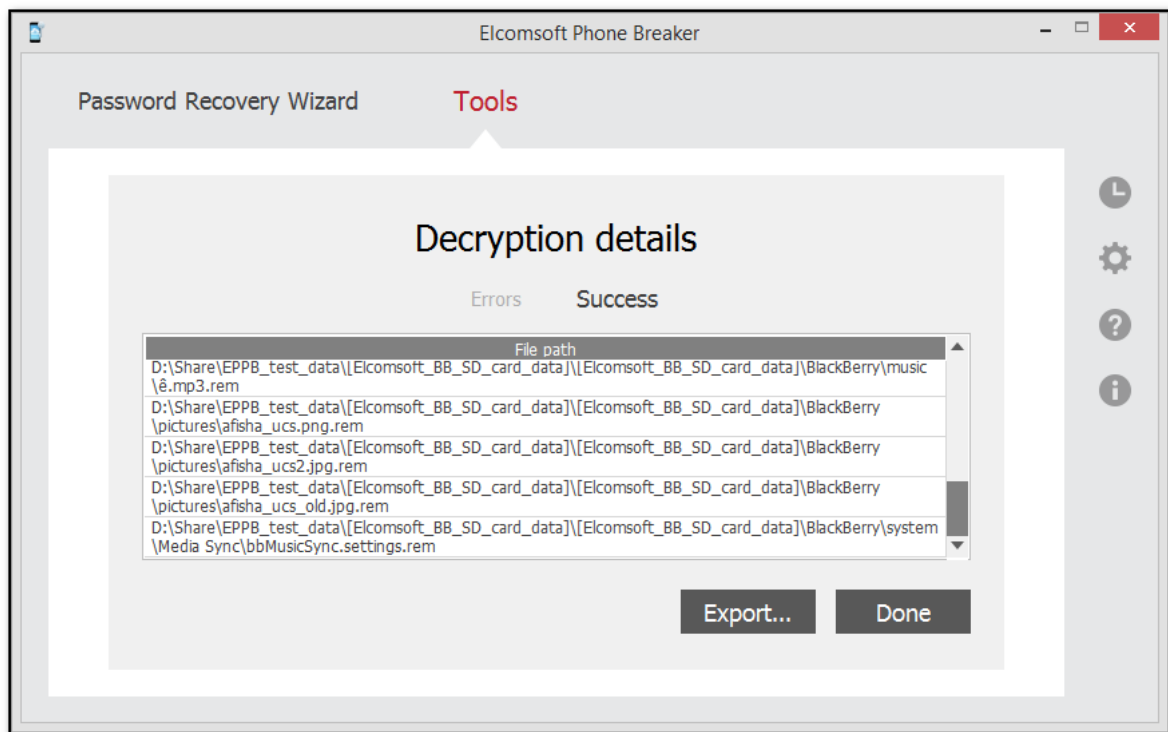 Elcomsoft Phone Breaker
Password Recovery Wizard
Tools
Decryption details
Errors
Success
File path
D:\Share\EPPB_test_data\[Elcomsoft_BB_SD_card_data]\[Elcomsoft_BB_SD_card_data]\BlackBerry\music
\ê.mp3.rem
D:\Share\EPPB_test_data\[Elcomsoft_BB_SD_card_data]\[Elcomsoft_BB_SD_card_data]\BlackBerry
\pictures\afisha_ucs.png.rem
D:\Share\EPPB_test_data\[Elcomsoft_BB_SD_card_data]\[Elcomsoft_BB_SD_card_data]\BlackBerry
\pictures\afisha_ucs2.jpg.rem
D:\Share\EPPB_test_data\[Elcomsoft_BB_SD_card_data]\[Elcomsoft_BB_SD_card_data]\BlackBerry
\pictures\afisha_ucs_old.jpg.rem
D:\Share\EPPB_test_data\[Elcomsoft_BB_SD_card_data]\[Elcomsoft_BB_SD_card_data]\BlackBerry\system
\Media Sync\bbMusicSync.settings.rem
Export...
Done